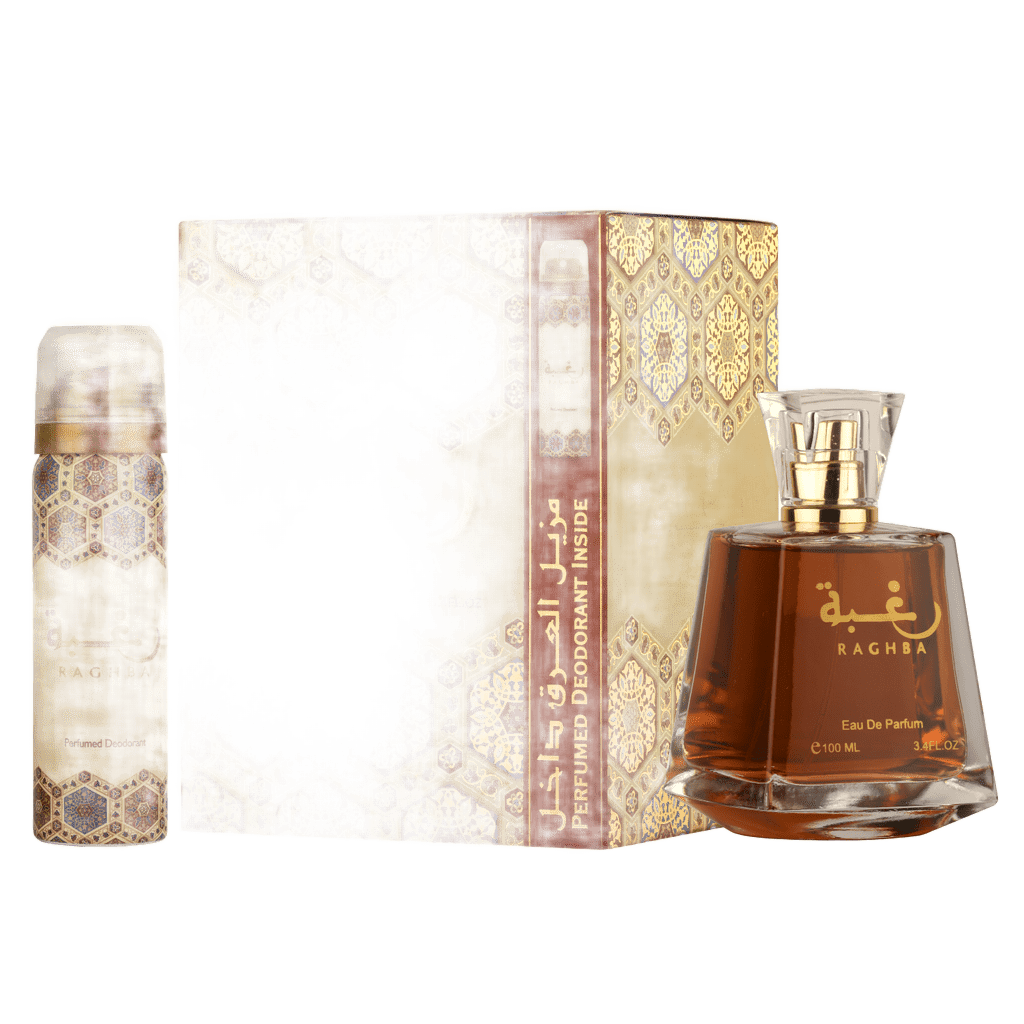 رغبة
RAGHBA
Perfumed Deodorant
مزيل العرق داخل
PERFUMED DEODORANT INSIDE
رغبة
RAGHBA
Eau De Parfum
℮100 ML 3.4FL.OZ